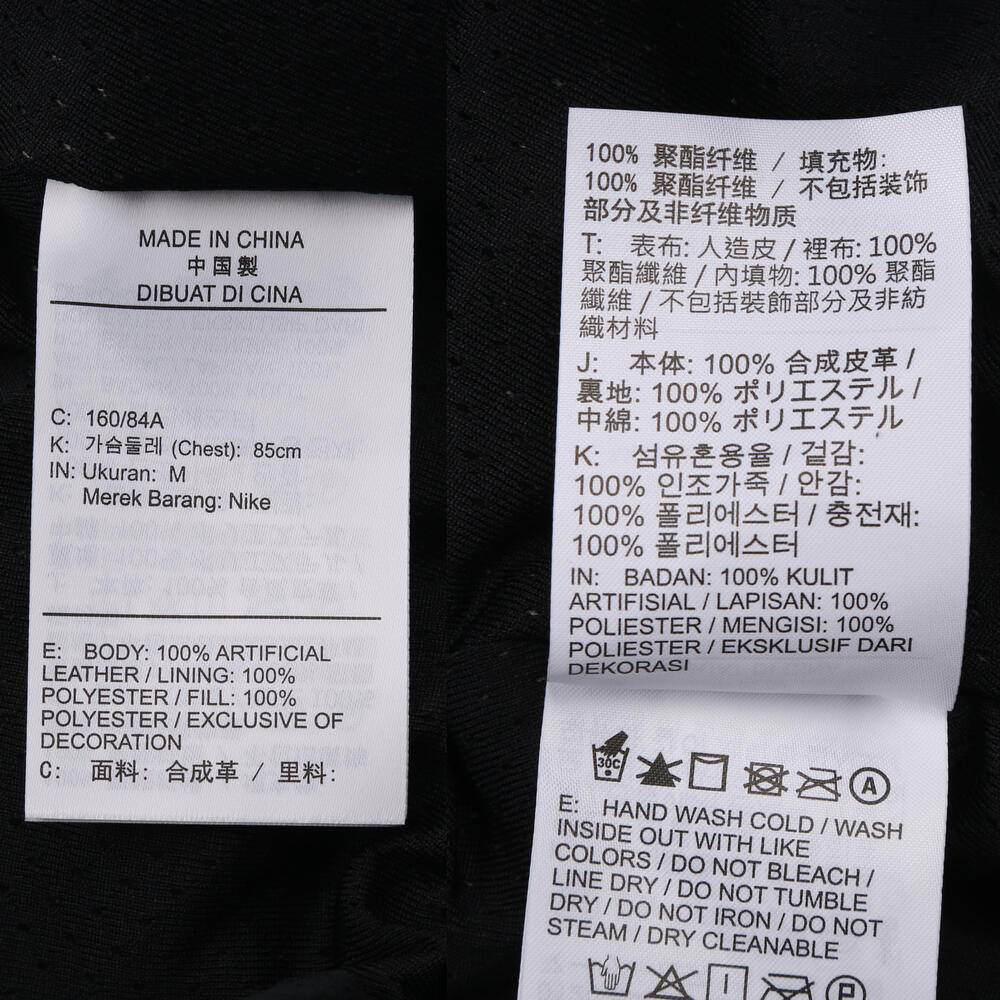 MADE IN CHINA
中国製
DIBUAT DI CINA
C: 160/84A
K: 가슴둘레 (Chest): 85cm
IN: Ukuran: M
Merek Barang: Nike
E: BODY: 100% ARTIFICIAL
LEATHER / LINING: 100%
POLYESTER / FILL: 100%
POLYESTER / EXCLUSIVE OF
DECORATION
C: 面料: 合成革 / 里料:
100% 聚酯纤维 / 填充物:
100% 聚酯纤维 / 不包括装饰
部分及非纤维物质
T: 表布: 人造皮 / 裡布: 100%
聚酯纖維 / 內填物: 100% 聚酯
纖維 / 不包括裝飾部分及非紡
織材料
J: 本体: 100% 合成皮革 /
裏地: 100% ポリエステル /
中綿: 100% ポリエステル
K: 섬유혼용율 / 겉감:
100% 인조가죽 / 안감:
100% 폴리에스터 / 충전재:
100% 폴리에스터
IN: BADAN: 100% KULIT
ARTIFISIAL / LAPISAN: 100%
POLIESTER / MENGISI: 100%
POLIESTER / EKSKLUSIF DARI
DEKORASI
30C A
E: HAND WASH COLD / WASH
INSIDE OUT WITH LIKE
COLORS / DO NOT BLEACH /
LINE DRY / DO NOT TUMBLE
DRY / DO NOT IRON / DO NOT
STEAM / DRY CLEANABLE
P